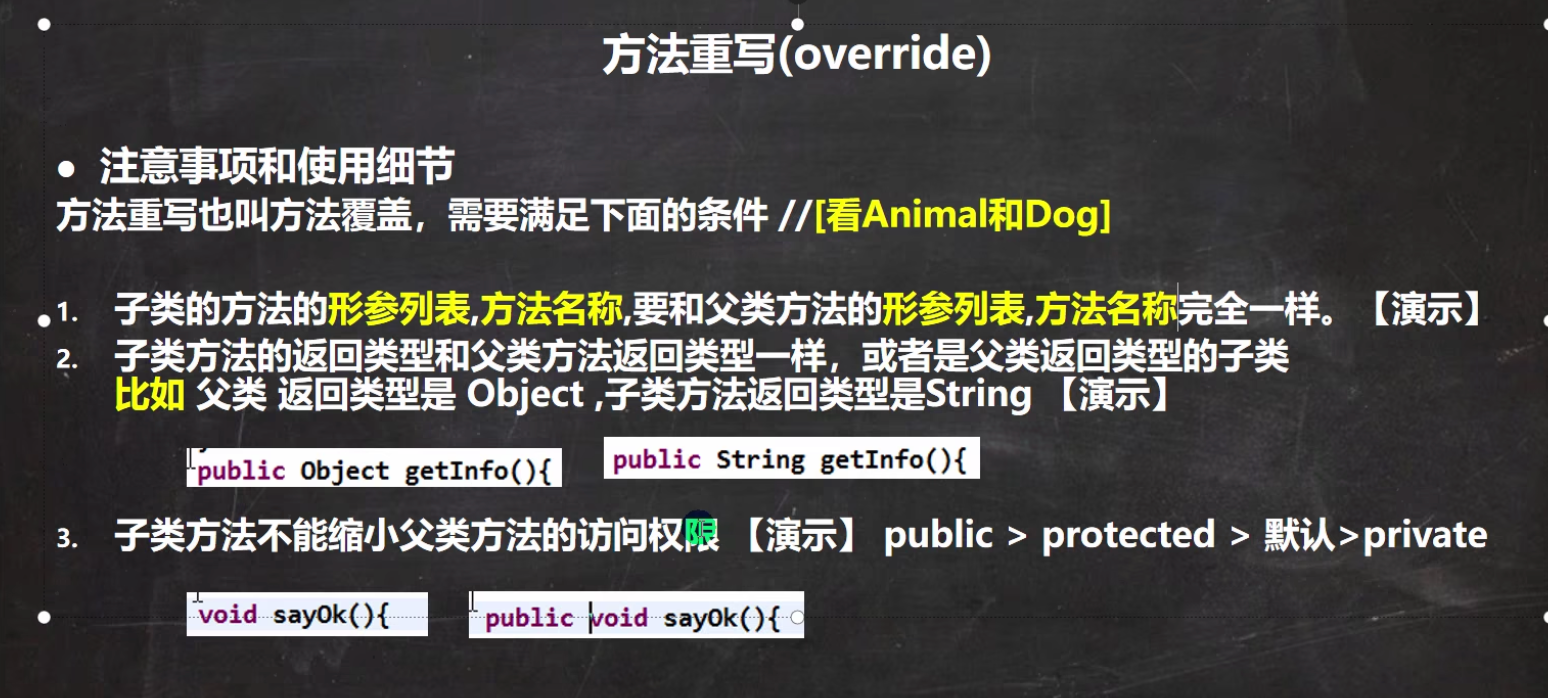 方法重写(override)
● 注意事项和使用细节
方法重写也叫方法覆盖，需要满足下面的条件 //[看Animal和Dog]
1. 子类的方法的形参列表,方法名称,要和父类方法的形参列表,方法名称完全一样。【演示】
2. 子类方法的返回类型和父类方法返回类型一样，或者是父类返回类型的子类
比如 父类 返回类型是 Object ,子类方法返回类型是String 【演示】
public Object getInfo(){
public String getInfo(){
3. 子类方法不能缩小父类方法的访问权限 【演示】 public > protected > 默认>private
void sayOk(){
public void sayOk(){